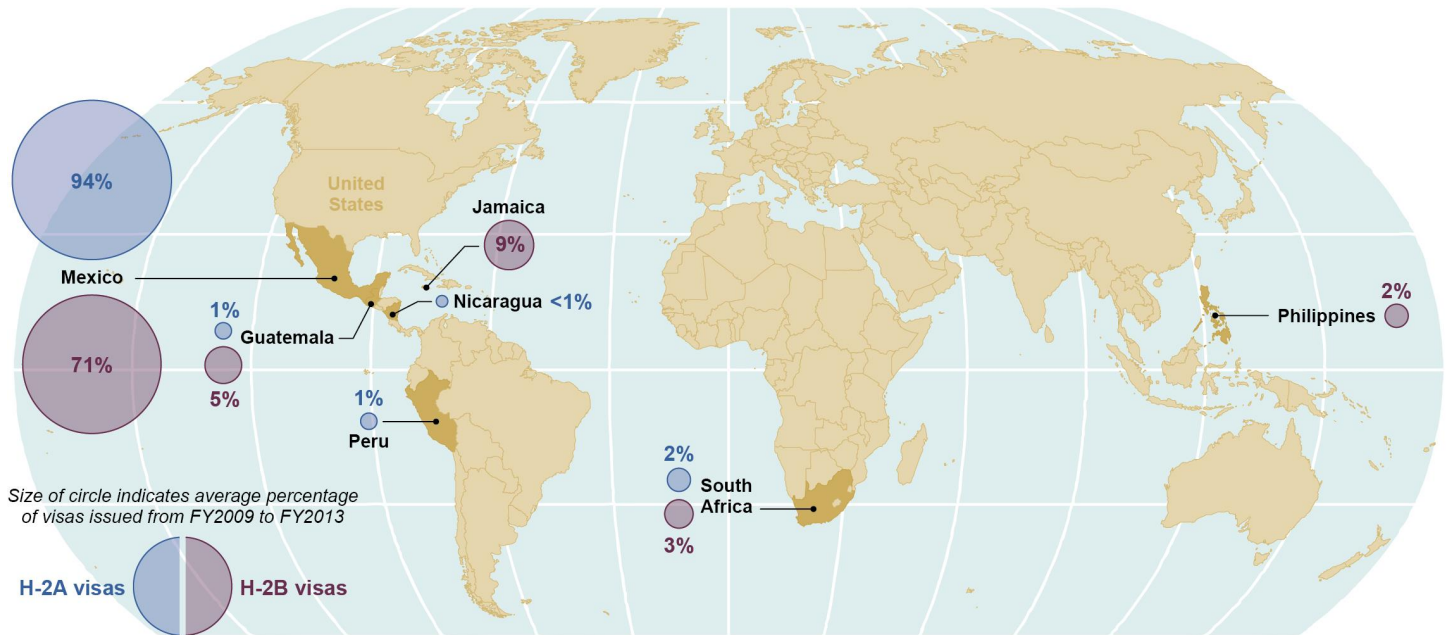 94%
United
States
Jamaica
9%
Mexico
Nicaragua <1%
1%
Guatemala
71%
5%
2%
Philippines
1%
Peru
2%
South
Africa
3%
Size of circle indicates average percentage
of visas issued from FY2009 to FY2013
H-2A visas
H-2B visas